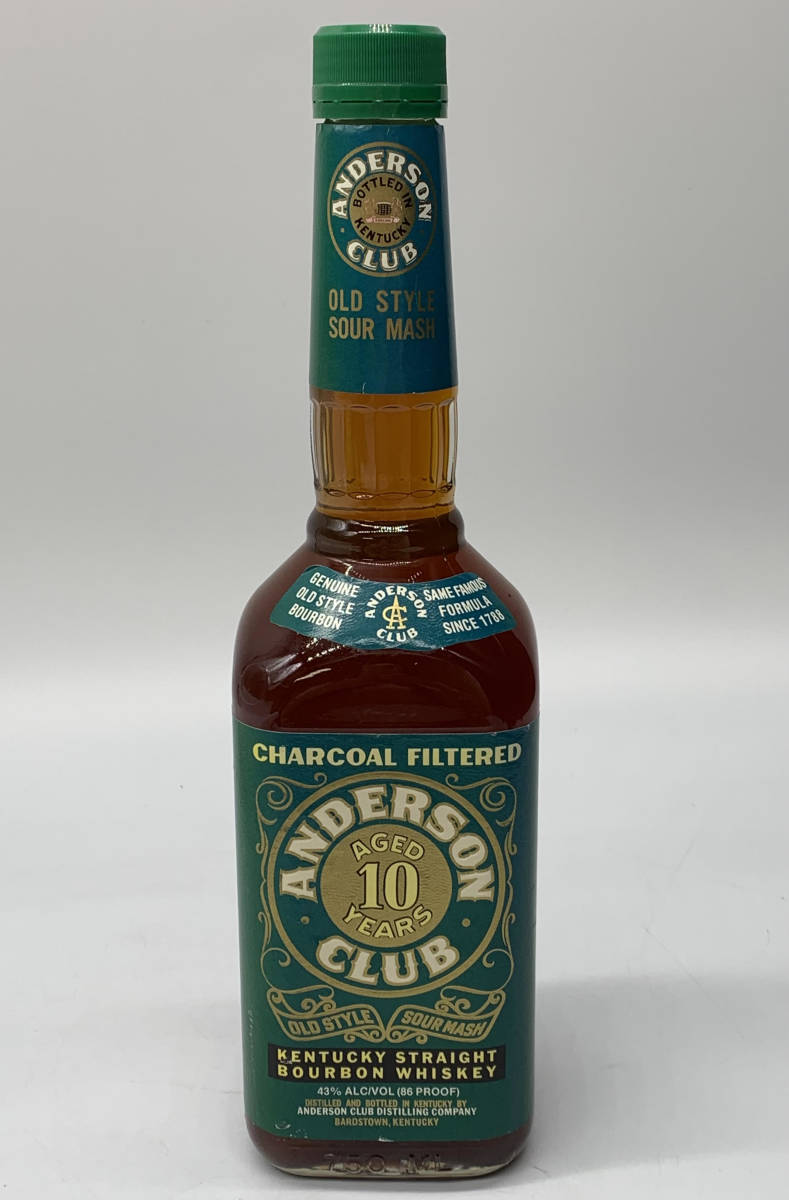 ANDERSON CLUB
BOTTLED IN KENTUCKY
OLD STYLE
SOUR MASH
GENUINE
OLD STYLE
BOURBON
ANDERSON
CA
CLUB
SAME FAMOUS
FORMULA
SINCE 1788
CHARCOAL FILTERED
ANDERSON
AGED
10
YEARS
CLUB
OLD STYLE
SOUR MASH
KENTUCKY STRAIGHT
BOURBON WHISKEY
43% ALC/VOL (86 PROOF)
DISTILLED AND BOTTLED IN KENTUCKY BY
ANDERSON CLUB DISTILLING COMPANY
BARDSTOWN, KENTUCKY
750 ML